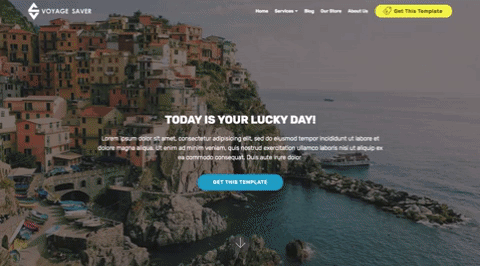 VOYAGE SAVER
Home Services Blog Our Store About Us Get This Template
TODAY IS YOUR LUCKY DAY!
Lorem ipsum dolor sit amet, consectetur adipisicing elit, sed do eiusmod tempor incididunt ut labore et
dolore magna aliqua. Ut enim ad minim veniam, quis nostrud exercitation ullamco laboris nisi ut aliquip ex
ea commodo consequat. Duis aute irure dolor
GET THIS TEMPLATE